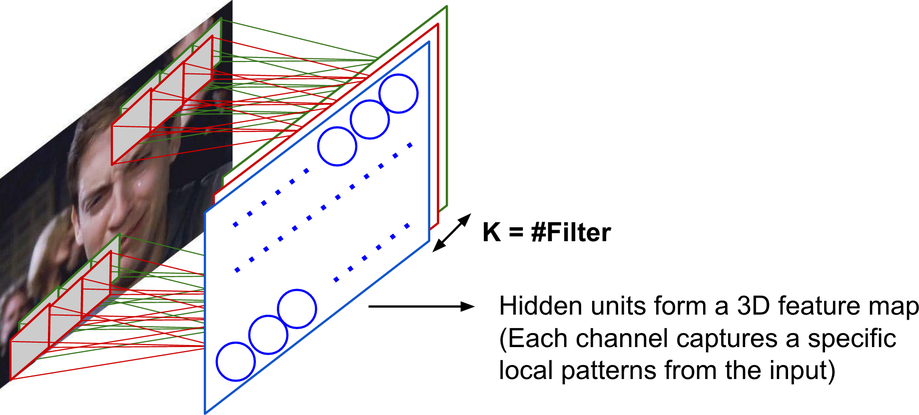 K = #Filter
Hidden units form a 3D feature map
(Each channel captures a specific
local patterns from the input)